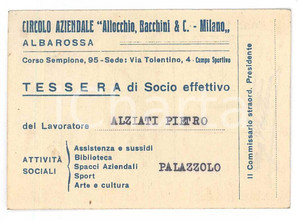 CIRCOLO AZIENDALE "Allocchio, Bacchini & C. - Milano„
ALBAROSSA
Corso Sempione, 95 - Sede: Via Tolentino, 4 - Campo Sportivo
TESSERA di Socio effettivo
del Lavoratore ALZIATI PIETRO
ATTIVITÀ SOCIALI
Assistenza e sussidi
Biblioteca
Spacci Aziendali
Sport
Arte e cultura
PALAZZOLO
Il Commissario straord. Presidente